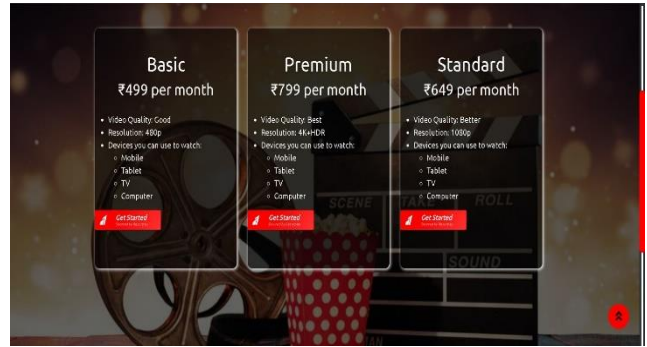 Basic
₹499 per month
Video Quality: Good
Resolution: 480p
Devices you can use to watch:
Mobile
Tablet
TV
Computer
Get Started
Premium
₹799 per month
Video Quality: Best
Resolution: 4K+HDR
Devices you can use to watch:
Mobile
Tablet
TV
Computer
Get Started
Standard
₹649 per month
Video Quality: Better
Resolution: 1080p
Devices you can use to watch:
Mobile
Tablet
TV
Computer
Get Started
SCENE TAKE ROLL
SOUND